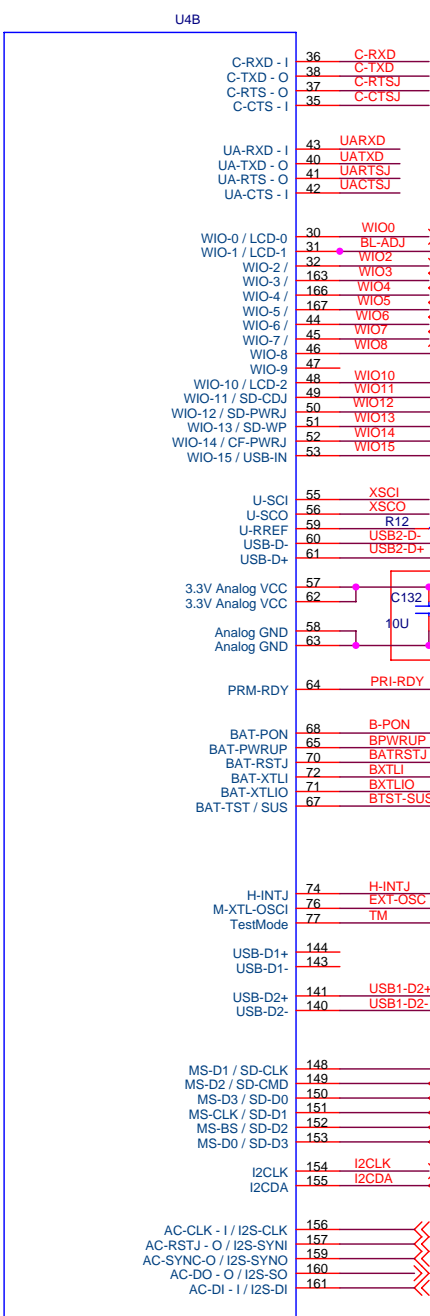 U4B
C-RXD - I 36 C-RXD
C-TXD - O 38 C-TXD
C-RTS - O 37 C-RTSJ
C-CTS - I 35 C-CTSJ
UA-RXD - I 43 UARXD
UA-TXD - O 40 UATXD
UA-RTS - O 41 UARTSJ
UA-CTS - I 42 UACTSJ
WIO-0 / LCD-0 30 WIO0
WIO-1 / LCD-1 31 BL-ADJ
WIO-2 / 32 WIO2
WIO-3 / 163 WIO3
WIO-4 / 166 WIO4
WIO-5 / 167 WIO5
WIO-6 / 44 WIO6
WIO-7 / 45 WIO7
WIO-8 46 WIO8
WIO-9 47
WIO-10 / LCD-2 48 WIO10
WIO-11 / SD-CDJ 49 WIO11
WIO-12 / SD-PWRJ 50 WIO12
WIO-13 / SD-WP 51 WIO13
WIO-14 / CF-PWRJ 52 WIO14
WIO-15 / USB-IN 53 WIO15
U-SCI 55 XSCI
U-SCO 56 XSCO
U-RREF 59 R12
USB-D- 60 USB2-D-
USB-D+ 61 USB2-D+
3.3V Analog VCC 57
3.3V Analog VCC 62 C132
Analog GND 58 10U
Analog GND 63
PRM-RDY 64 PRI-RDY
BAT-PON 68 B-PON
BAT-PWRUP 65 BPWRUP
BAT-RSTJ 70 BATRSTJ
BAT-XTLI 72 BXTLI
BAT-XTLIO 71 BXTLIO
BAT-TST / SUS 67 BTST-SUS
H-INTJ 74 H-INTJ
M-XTL-OSCI 76 EXT-OSC
TestMode 77 TM
USB-D1+ 144
USB-D1- 143
USB-D2+ 141 USB1-D2+
USB-D2- 140 USB1-D2-
MS-D1 / SD-CLK 148
MS-D2 / SD-CMD 149
MS-D3 / SD-D0 150
MS-CLK / SD-D1 151
MS-BS / SD-D2 152
MS-D0 / SD-D3 153
I2CLK 154 I2CLK
I2CDA 155 I2CDA
AC-CLK - I / I2S-CLK 156
AC-RSTJ - O / I2S-SYNI 157
AC-SYNC-O / I2S-SYNO 159
AC-DO - O / I2S-SO 160
AC-DI - I / I2S-DI 161